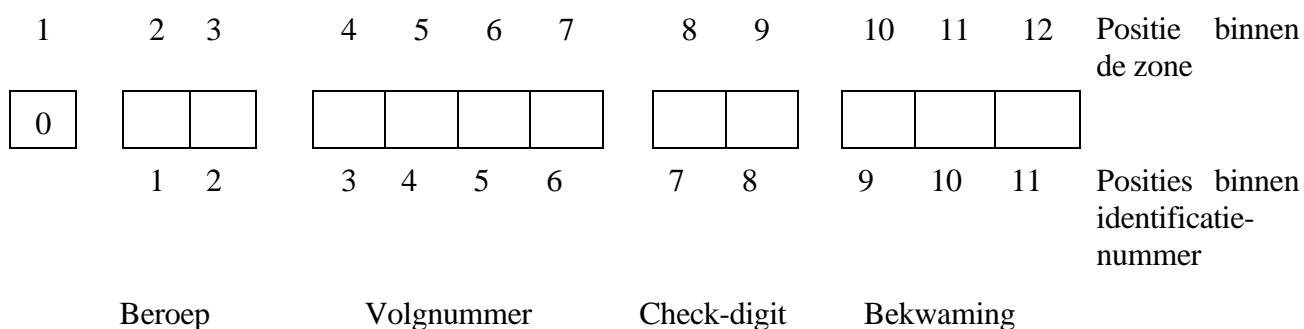 1 2 3 4 5 6 7 8 9 10 11 12 Positie binnen
de zone
0
1 2 3 4 5 6 7 8 9 10 11 Posities binnen
identificatie-
nummer
Beroep Volgnummer Check-digit Bekwaming